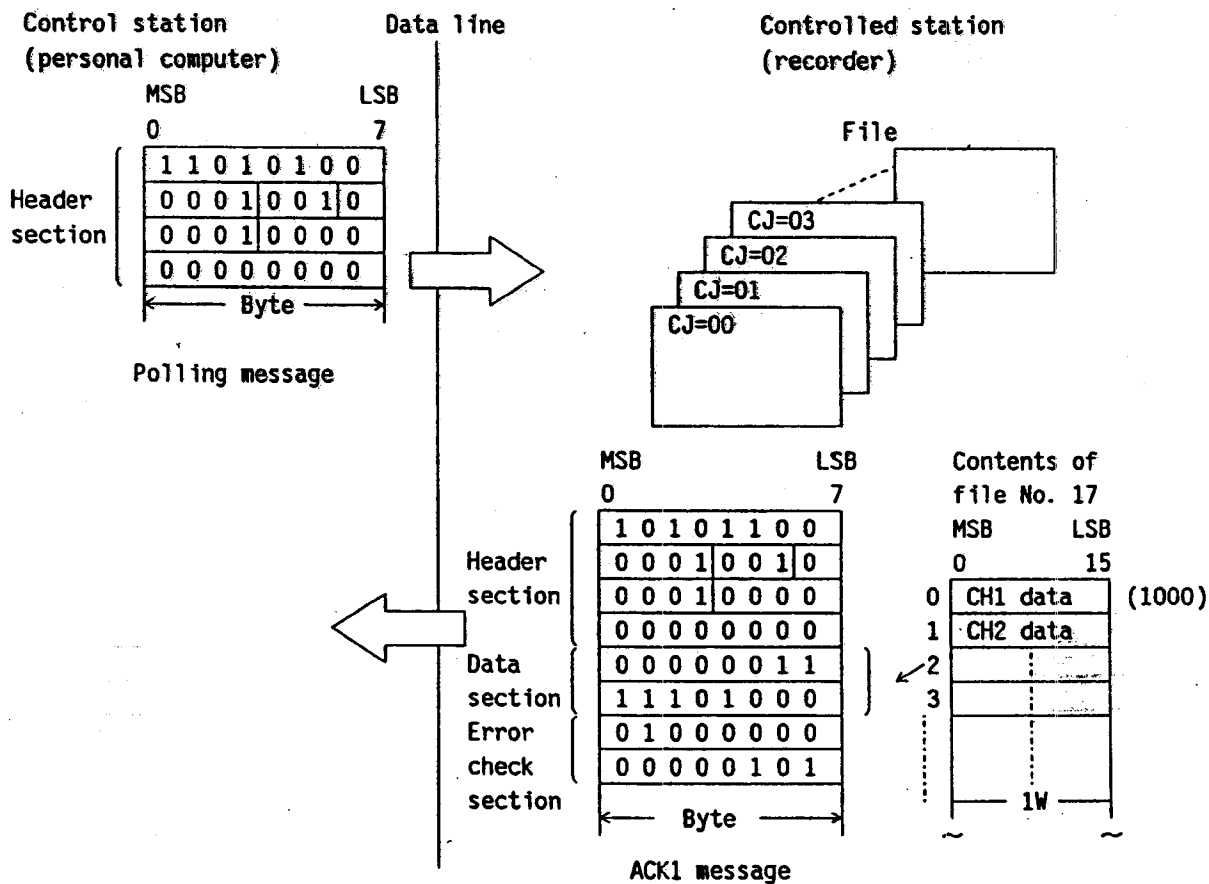 Control station
(personal computer)
Data line
Controlled station
(recorder)
MSB LSB
0 7
1 1 0 1 0 1 0 0
0 0 0 1 0 0 1 0
0 0 0 1 0 0 0 0
0 0 0 0 0 0 0 0
Header
section
Byte
Polling message
File
CJ=03
CJ=02
CJ=01
CJ=00
MSB LSB
0 7
1 0 1 0 1 1 0 0
0 0 0 1 0 0 1 0
0 0 0 1 0 0 0 0
0 0 0 0 0 0 0 0
0 0 0 0 0 0 1 1
1 1 1 0 1 0 0 0
0 1 0 0 0 0 0 0
0 0 0 0 0 1 0 1
Header
section
Data
section
Error
check
section
Byte
ACK1 message
Contents of
file No. 17
MSB LSB
0 15
0 CH1 data (1000)
1 CH2 data
2
3
1W